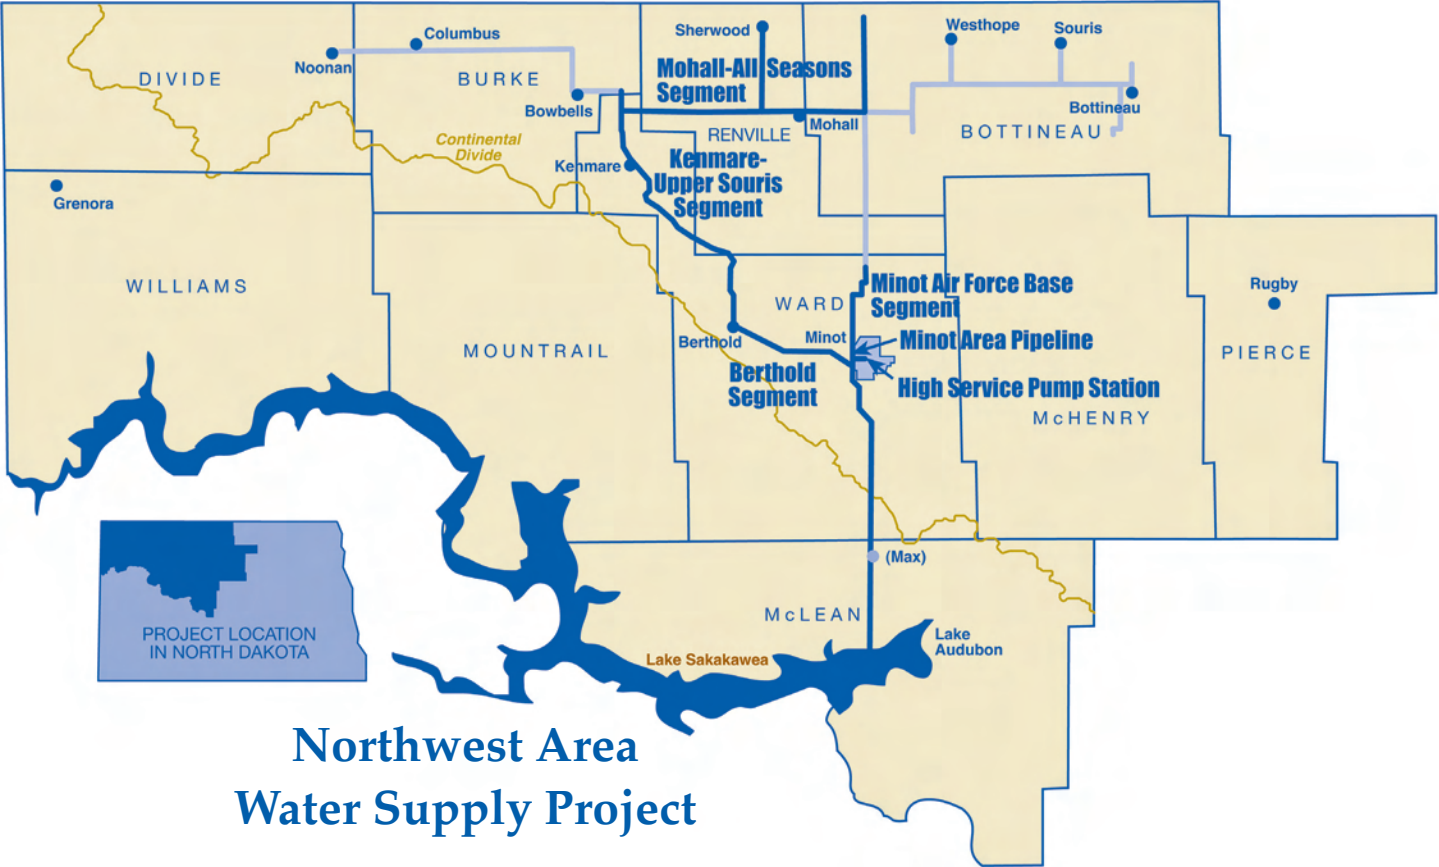 Westhope
Souris
Sherwood
Columbus
Noonan
DIVIDE
BURKE
Mohall-All Seasons
Segment
Bowbells
Bottineau
Mohall
RENVILLE
BOTTINEAU
Continental
Divide
Kenmare
Kenmare-
Upper Souris
Segment
Grenora
WILLIAMS
Minot Air Force Base
Segment
Rugby
WARD
Minot
Minot Area Pipeline
Berthold
MOUNTRAIL
PIERCE
Berthold
Segment
High Service Pump Station
McHENRY
(Max)
McLEAN
PROJECT LOCATION
IN NORTH DAKOTA
Lake
Audubon
Lake Sakakawea
Northwest Area
Water Supply Project